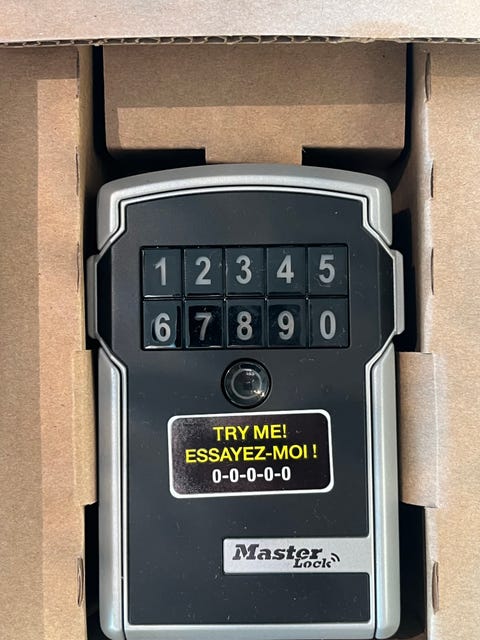 1 2 3 4 5
6 7 8 9 0
TRY ME!
ESSAYEZ-MOI !
0-0-0-0-0
Master
Lock